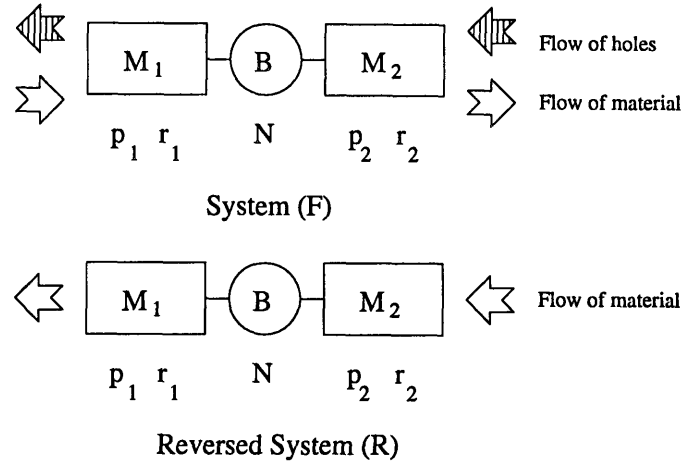 Flow of holes
M1 B M2
Flow of material
p1 r1 N p2 r2
System (F)
M1 B M2 Flow of material
p1 r1 N p2 r2
Reversed System (R)